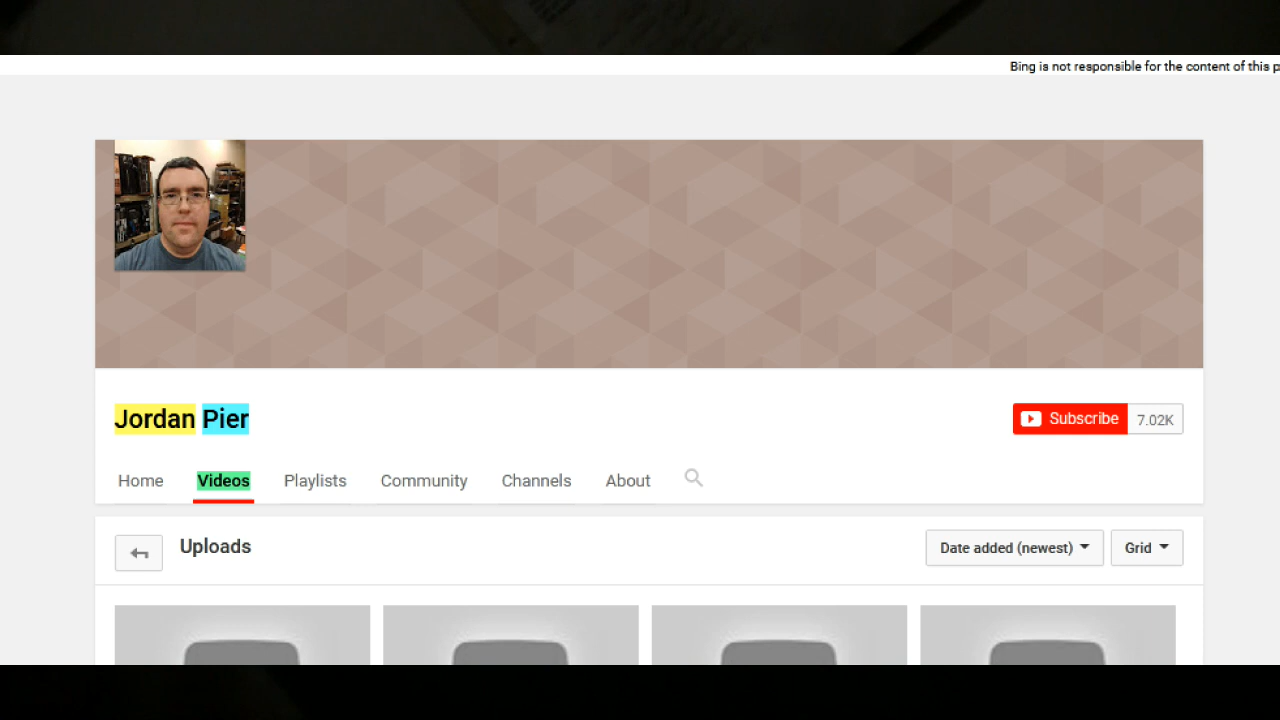 Bing is not responsible for the content of this p
Jordan Pier
Subscribe 7.02K
Home Videos Playlists Community Channels About
Uploads
Date added (newest) Grid